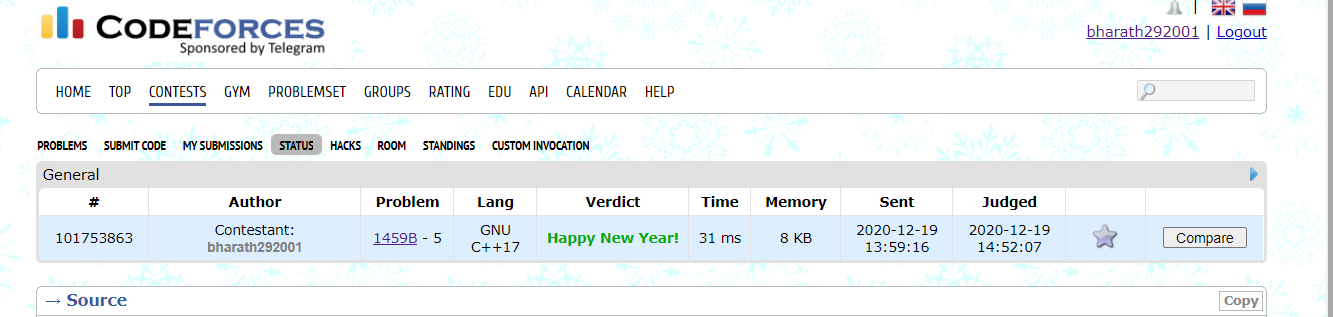 CODEFORCES
Sponsored by Telegram
|
bharath292001 | Logout
HOME TOP CONTESTS GYM PROBLEMSET GROUPS RATING EDU API CALENDAR HELP
PROBLEMS SUBMIT CODE MY SUBMISSIONS STATUS HACKS ROOM STANDINGS CUSTOM INVOCATION
General
# Author Problem Lang Verdict Time Memory Sent Judged
101753863 Contestant: bharath292001 1459B - 5 GNU C++17 Happy New Year! 31 ms 8 KB 2020-12-19 13:59:16 2020-12-19 14:52:07 Compare
→ Source Copy